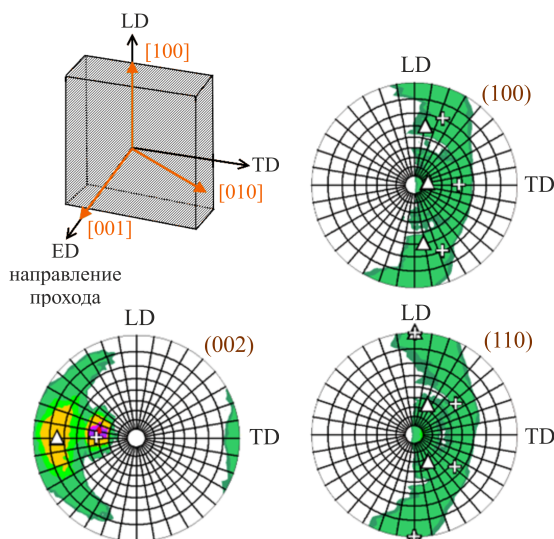 LD
[100]
TD
[010]
[001]
ED
направление
прохода
LD
(100)
TD
LD
(002)
TD
LD
(110)
TD